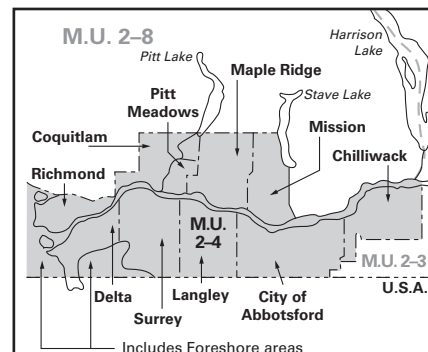 M.U. 2–8
Harrison
Lake
Pitt Lake
Maple Ridge
Stave Lake
Pitt
Meadows
Coquitlam
Mission
Richmond
Chilliwack
M.U.
2–4
M.U. 2–3
U.S.A.
Delta
Langley
City of
Abbotsford
Surrey
Includes Foreshore areas